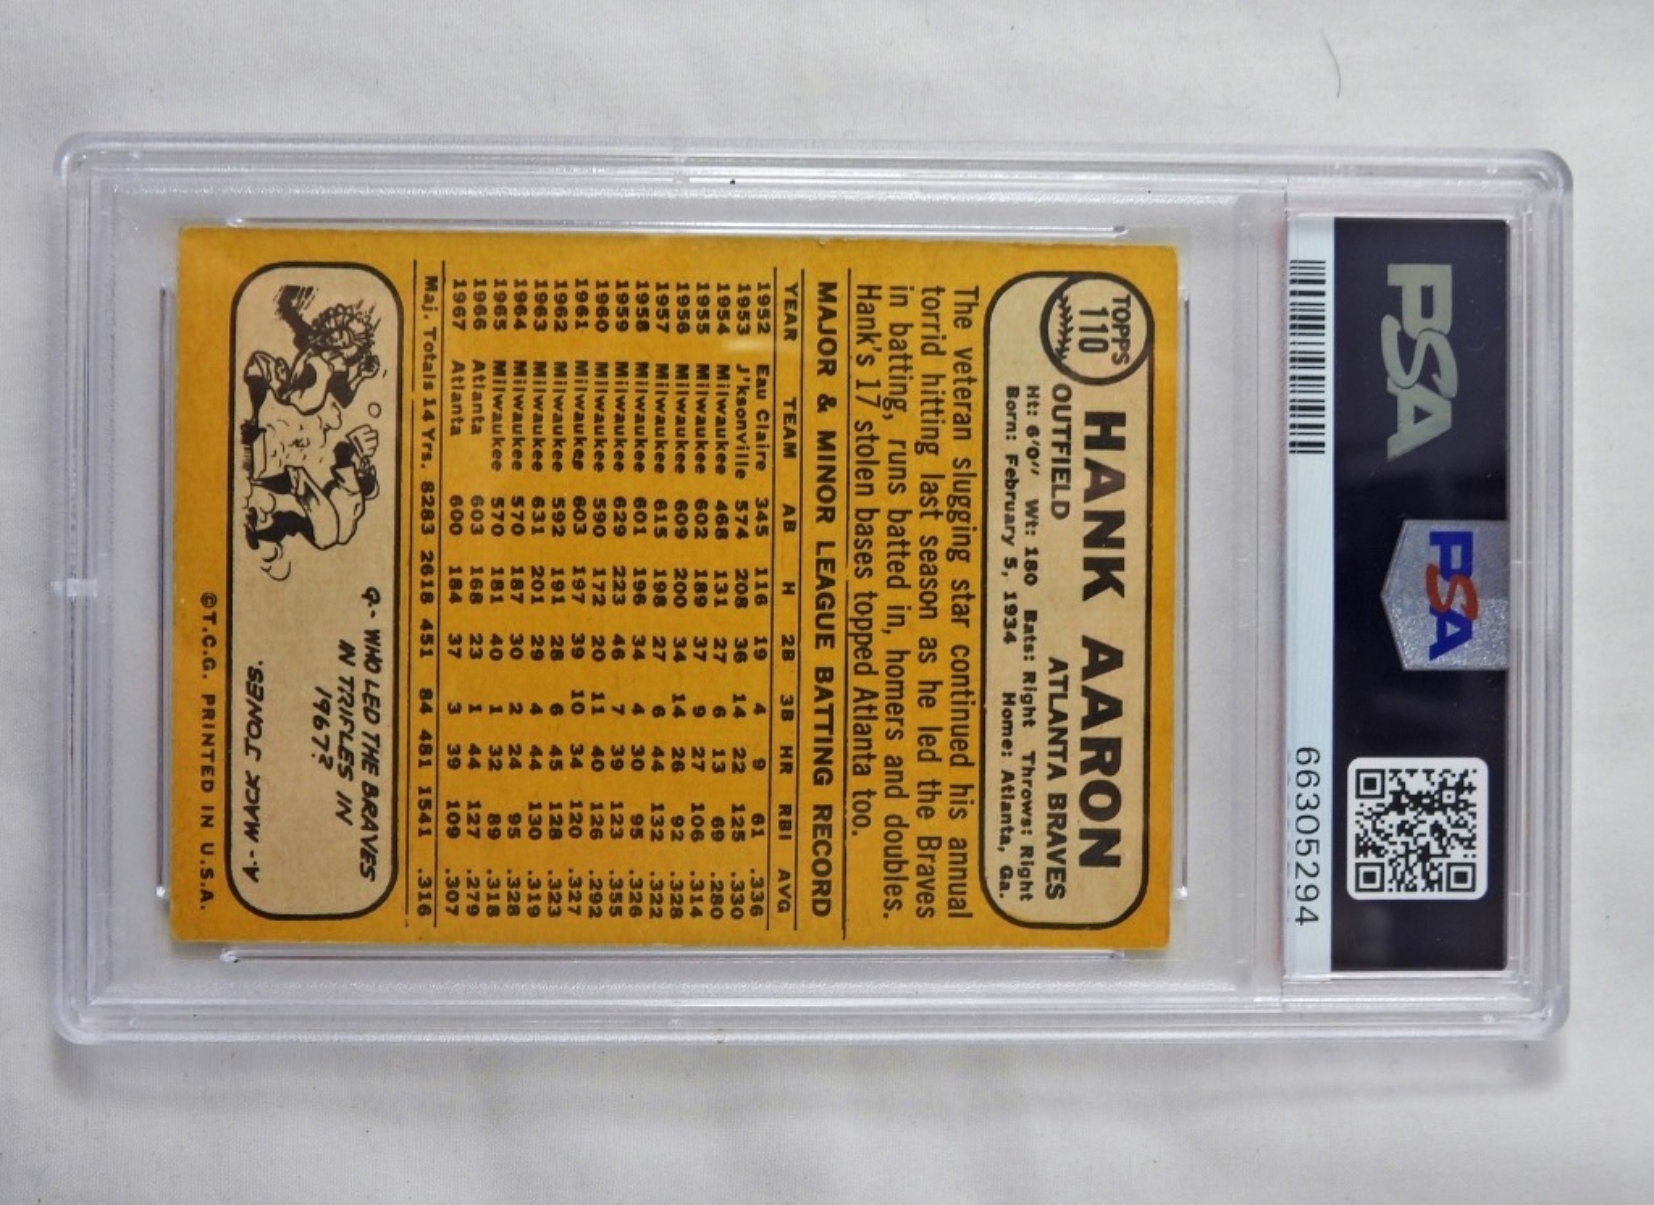 PSA
PSA
66305294
TOPPS
110
HANK AARON
OUTFIELD ATLANTA BRAVES
Ht: 6'0" Wt: 180 Bats: Right Throws: Right
Born: February 5, 1934 Home: Atlanta, Ga.
The veteran slugging star continued his annual
torrid hitting last season as he led the Braves
in batting, runs batted in, homers and doubles.
Hank's 17 stolen bases topped Atlanta too.
MAJOR & MINOR LEAGUE BATTING RECORD
YEAR TEAM AB H 2B 3B HR RBI AVG
1952 Eau Claire 345 116 19 4 9 61 .336
1953 J'ksonville 574 208 36 14 22 125 .330
1954 Milwaukee 468 131 27 6 13 69 .280
1955 Milwaukee 602 189 37 9 27 106 .314
1956 Milwaukee 609 200 34 14 26 92 .328
1957 Milwaukee 615 198 27 6 44 132 .322
1958 Milwaukee 601 196 34 4 30 95 .326
1959 Milwaukee 629 223 46 7 39 123 .355
1960 Milwaukee 590 172 20 11 40 126 .292
1961 Milwaukee 603 197 39 10 34 120 .327
1962 Milwaukee 592 191 28 6 45 128 .323
1963 Milwaukee 631 201 29 4 44 130 .319
1964 Milwaukee 570 187 30 2 24 95 .328
1965 Milwaukee 570 181 40 1 32 89 .318
1966 Atlanta 603 168 23 1 44 127 .279
1967 Atlanta 600 184 37 3 39 109 .307
Maj. Totals 14 Yrs. 8283 2618 451 84 481 1541 .316
Q- WHO LED THE BRAVES
IN TRIPLES IN
1967?
A- MACK JONES.
©T.C.G. PRINTED IN U.S.A.